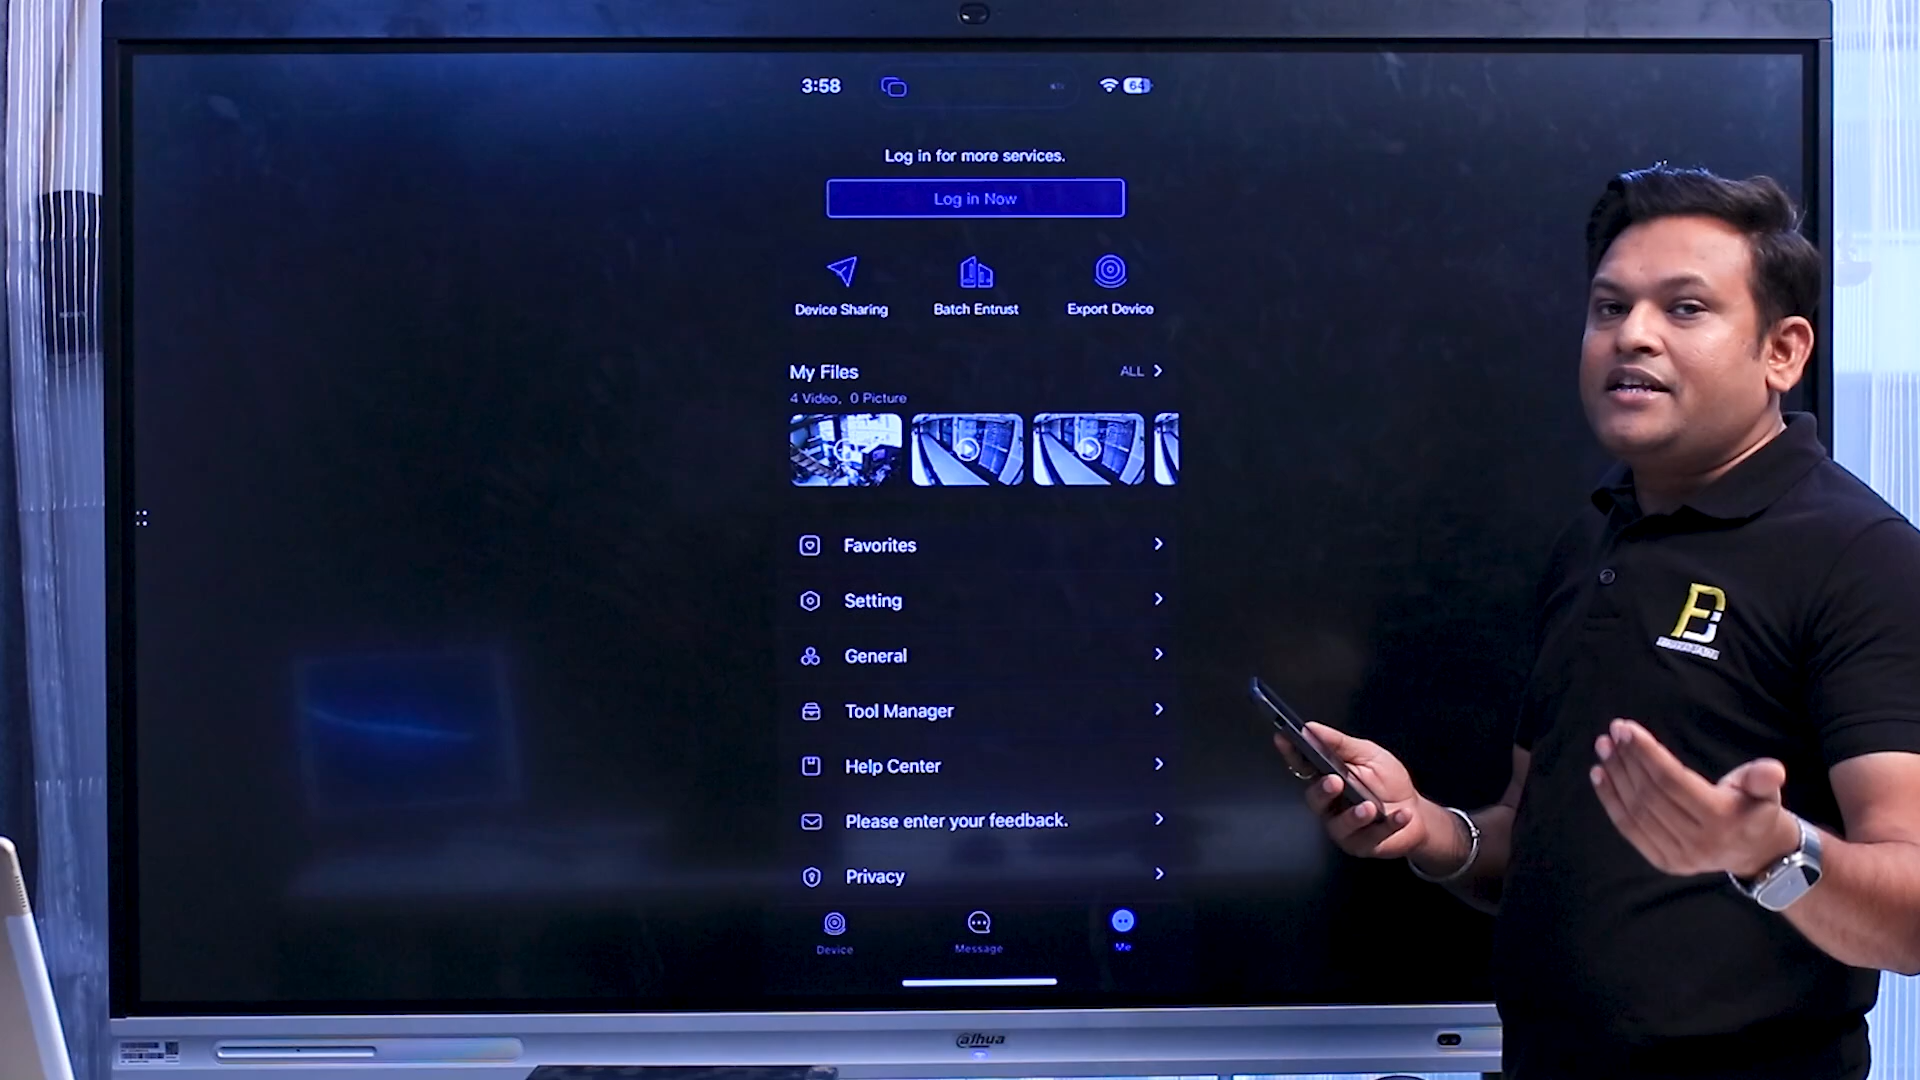 3:58
64
Log in for more services.
Log in Now
Device Sharing
Batch Entrust
Export Device
My Files
ALL
4 Video, 0 Picture
Favorites
Setting
General
Tool Manager
Help Center
Please enter your feedback.
Privacy
Device
Message
Me
alhua